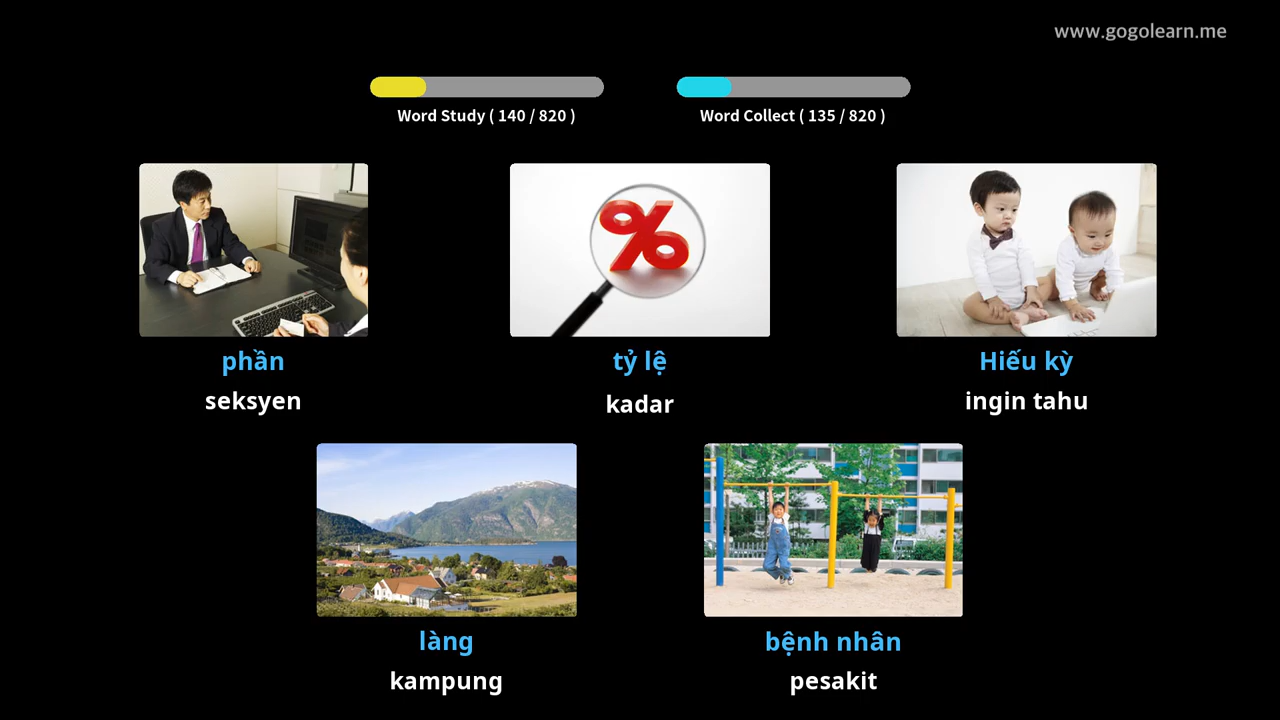 www.gogolearn.me
Word Study ( 140 / 820 )
Word Collect ( 135 / 820 )
phần
seksyen
tỷ lệ
kadar
Hiếu kỳ
ingin tahu
làng
kampung
bệnh nhân
pesakit